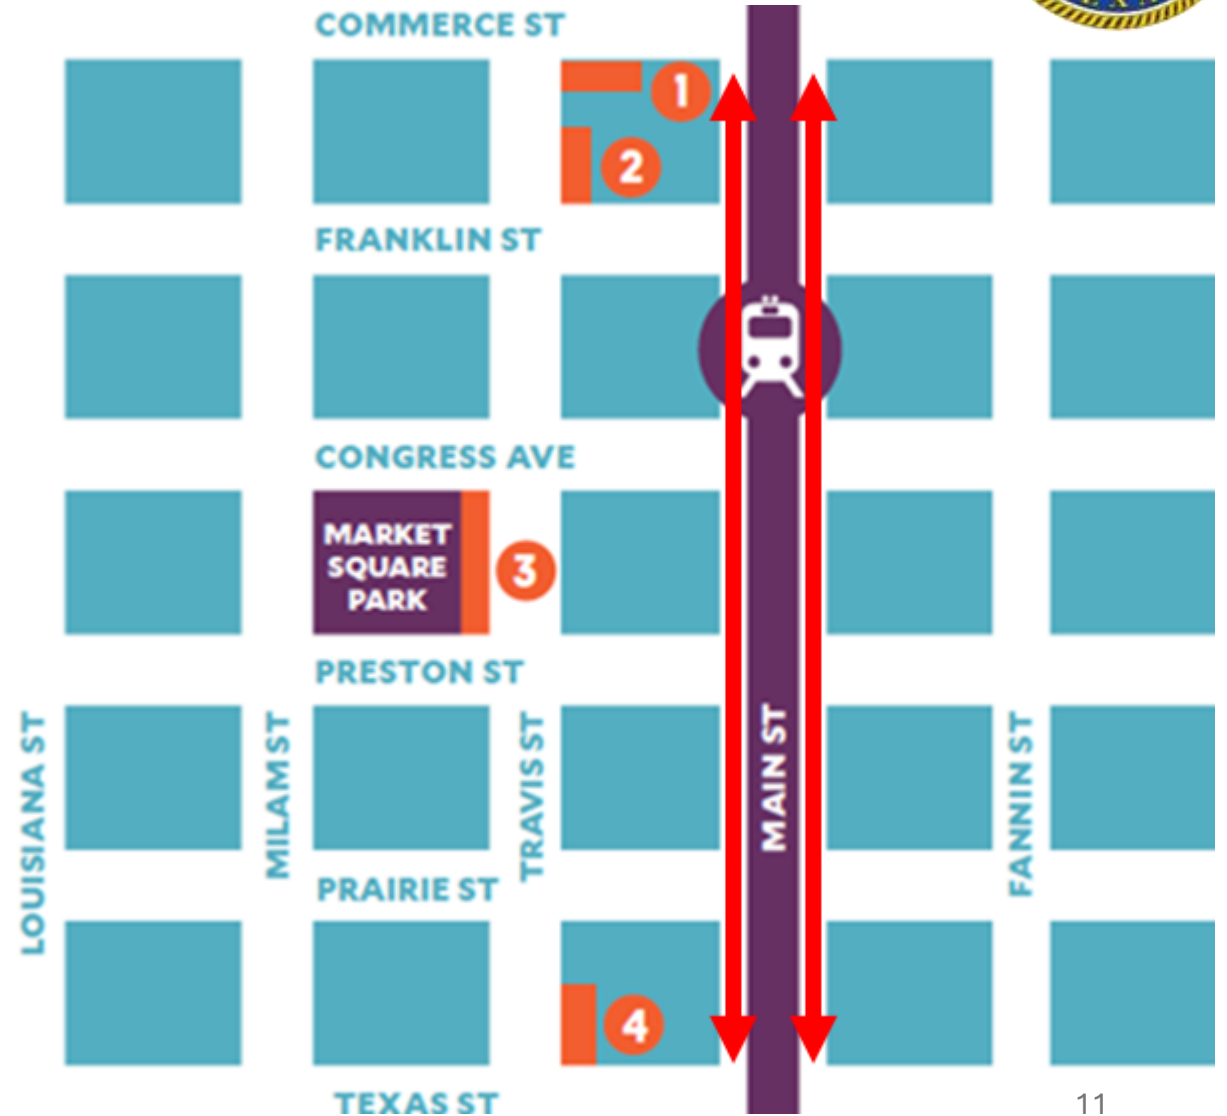 COMMERCE ST
1
2
FRANKLIN ST
CONGRESS AVE
MARKET
SQUARE
PARK
3
PRESTON ST
LOUISIANA ST
MILAM ST
TRAVIS ST
MAIN ST
FANNIN ST
PRAIRIE ST
4
TEXAS ST
11